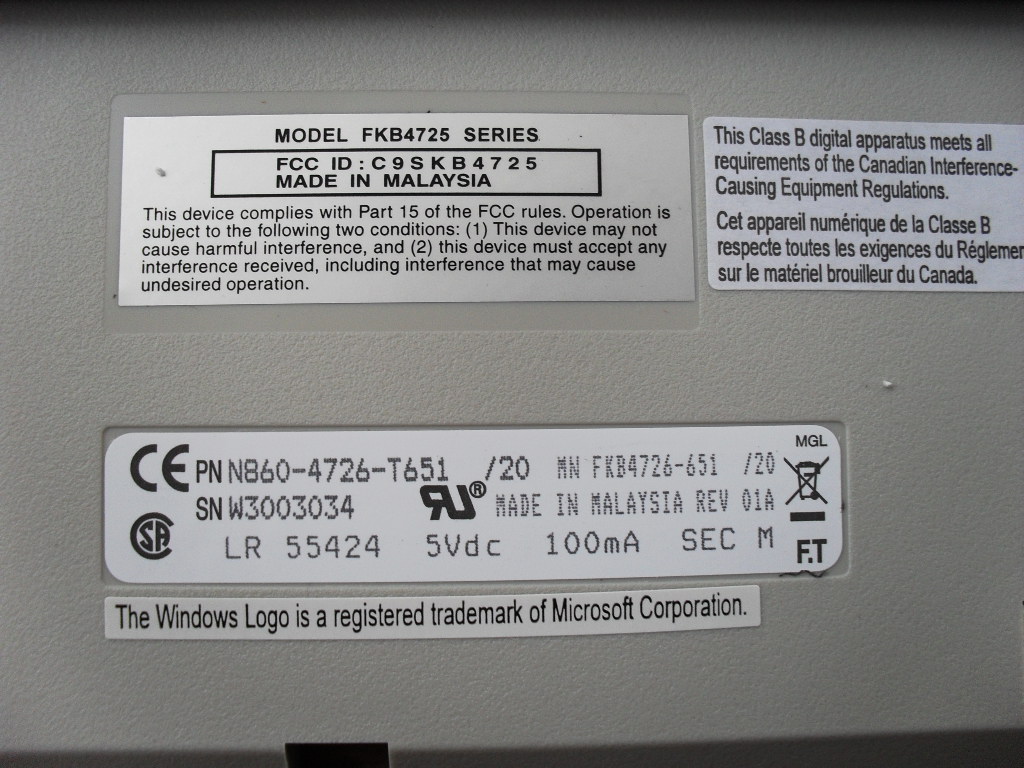 MODEL FKB4725 SERIES
FCC ID: C9SKB4725
MADE IN MALAYSIA
This device complies with Part 15 of the FCC rules. Operation is
subject to the following two conditions: (1) This device may not
cause harmful interference, and (2) this device must accept any
interference received, including interference that may cause
undesired operation.
This Class B digital apparatus meets all
requirements of the Canadian Interference-
Causing Equipment Regulations.
Cet appareil numérique de la Classe B
respecte toutes les exigences du Réglemen
sur le matériel brouilleur du Canada.
CE PN N860-4726-T651 /20 MN FKB4726-651 /20 MGL
SN W3003034 RU® MADE IN MALAYSIA REV 01A
SA LR 55424 5Vdc 100mA SEC M F.T
The Windows Logo is a registered trademark of Microsoft Corporation.